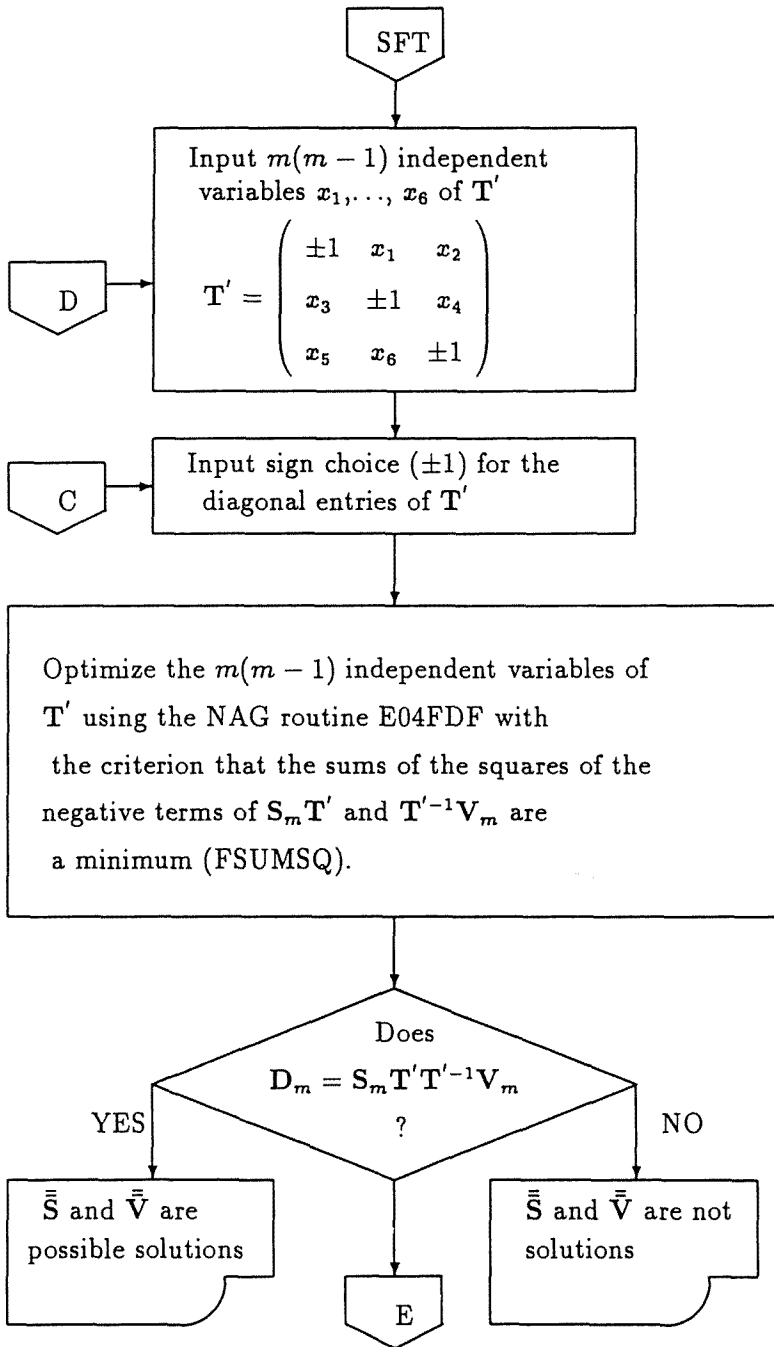 SFT
Input m(m − 1) independent
variables x₁,..., x₆ of T′
D
T′ = ( ±1 x₁ x₂
x₃ ±1 x₄
x₅ x₆ ±1 )
C
Input sign choice (±1) for the
diagonal entries of T′
Optimize the m(m − 1) independent variables of
T′ using the NAG routine E04FDF with
the criterion that the sums of the squares of the
negative terms of SₘT′ and T′⁻¹Vₘ are
a minimum (FSUMSQ).
Does
Dₘ = SₘT′T′⁻¹Vₘ
?
YES
NO
S̿ and V̿ are
possible solutions
S̿ and V̿ are not
solutions
E